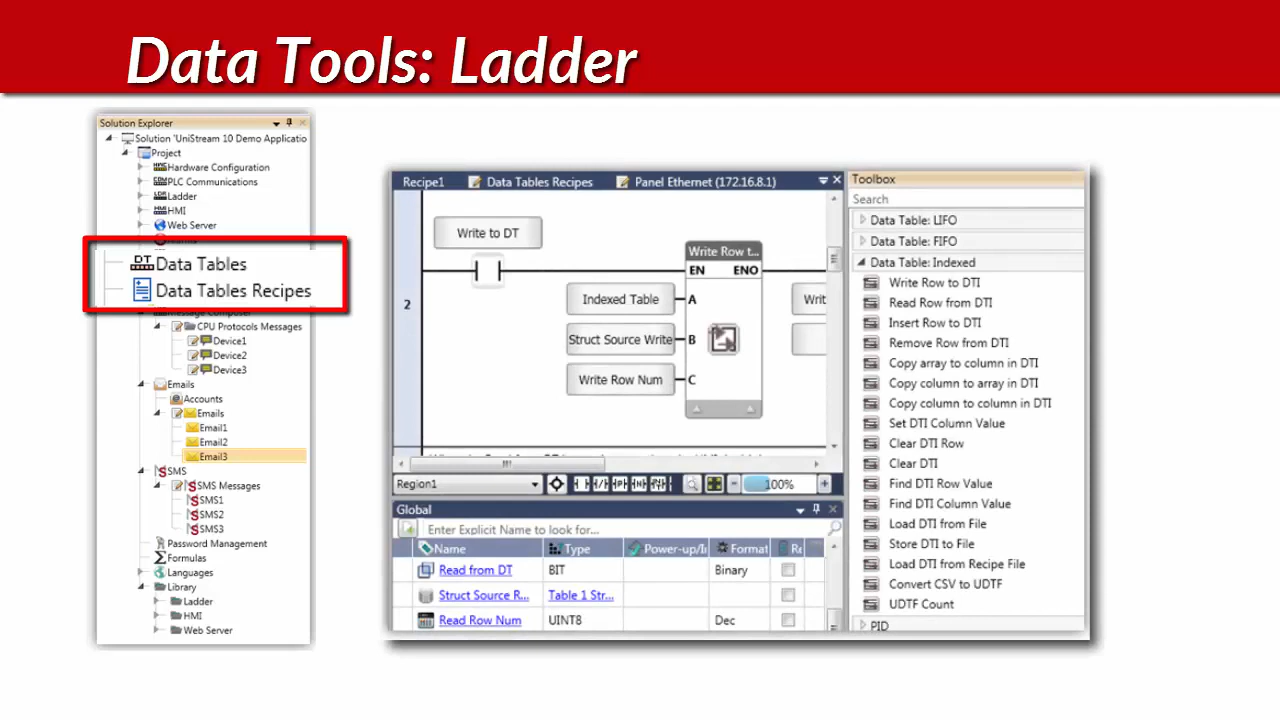 Data Tools: Ladder
Solution Explorer
Solution 'UniStream 10 Demo Applicatio
Project
Hardware Configuration
PLC Communications
Ladder
HMI
Web Server
DT Data Tables
Data Tables Recipes
Message Composer
CPU Protocols Messages
Device1
Device2
Device3
Emails
Accounts
Emails
Email1
Email2
Email3
SMS
SMS Messages
SMS1
SMS2
SMS3
Password Management
Formulas
Languages
Library
Ladder
HMI
Web Server
Recipe1 Data Tables Recipes Panel Ethernet (172.16.8.1)
2
Write to DT
Write Row t...
EN ENO
Indexed Table A
Writ
Struct Source Write B
Write Row Num C
Region1
100%
Global
Enter Explicit Name to look for...
Name Type Power-up/I Format Re
Read from DT BIT Binary
Struct Source R... Table 1 Str...
Read Row Num UINT8 Dec
Toolbox
Search
Data Table: LIFO
Data Table: FIFO
Data Table: Indexed
Write Row to DTI
Read Row from DTI
Insert Row to DTI
Remove Row from DTI
Copy array to column in DTI
Copy column to array in DTI
Copy column to column in DTI
Set DTI Column Value
Clear DTI Row
Clear DTI
Find DTI Row Value
Find DTI Column Value
Load DTI from File
Store DTI to File
Load DTI from Recipe File
Convert CSV to UDTF
UDTF Count
PID